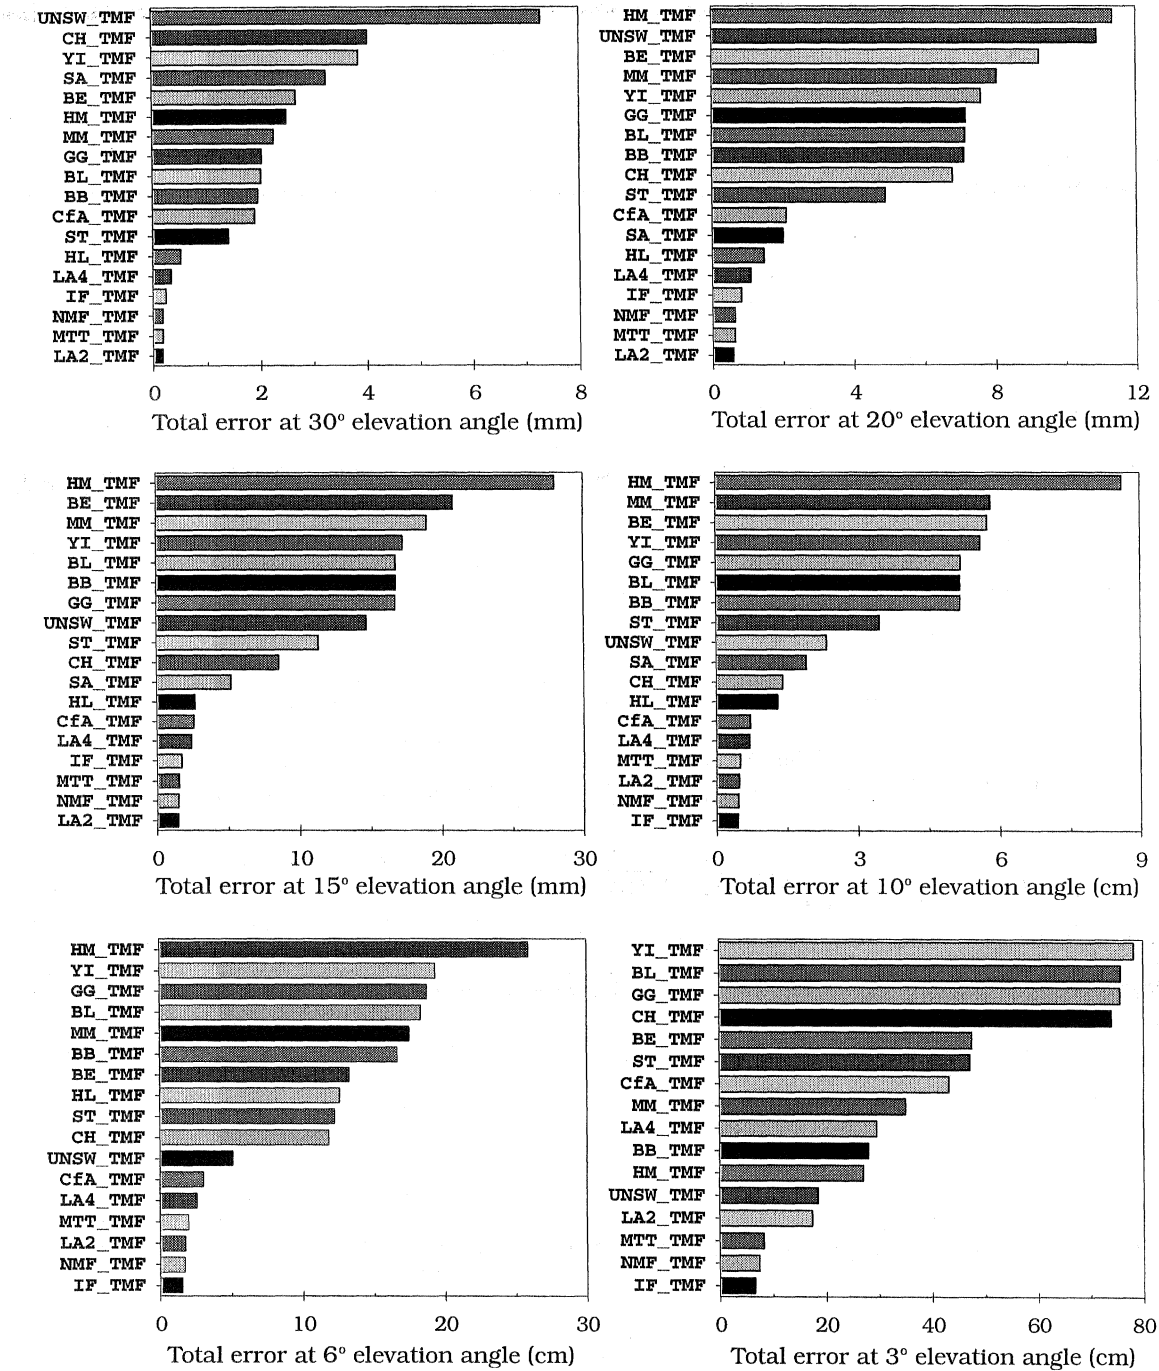 UNSW_TMF
CH_TMF
YI_TMF
SA_TMF
BE_TMF
HM_TMF
MM_TMF
GG_TMF
BL_TMF
BB_TMF
CfA_TMF
ST_TMF
HL_TMF
LA4_TMF
IF_TMF
NMF_TMF
MTT_TMF
LA2_TMF
0 2 4 6 8
Total error at 30° elevation angle (mm)
HM_TMF
UNSW_TMF
BE_TMF
MM_TMF
YI_TMF
GG_TMF
BL_TMF
BB_TMF
CH_TMF
ST_TMF
CfA_TMF
SA_TMF
HL_TMF
LA4_TMF
IF_TMF
NMF_TMF
MTT_TMF
LA2_TMF
0 4 8 12
Total error at 20° elevation angle (mm)
HM_TMF
BE_TMF
MM_TMF
YI_TMF
BL_TMF
BB_TMF
GG_TMF
UNSW_TMF
ST_TMF
CH_TMF
SA_TMF
HL_TMF
CfA_TMF
LA4_TMF
IF_TMF
MTT_TMF
NMF_TMF
LA2_TMF
0 10 20 30
Total error at 15° elevation angle (mm)
HM_TMF
MM_TMF
BE_TMF
YI_TMF
GG_TMF
BL_TMF
BB_TMF
ST_TMF
UNSW_TMF
SA_TMF
CH_TMF
HL_TMF
CfA_TMF
LA4_TMF
MTT_TMF
LA2_TMF
NMF_TMF
IF_TMF
0 3 6 9
Total error at 10° elevation angle (cm)
HM_TMF
YI_TMF
GG_TMF
BL_TMF
MM_TMF
BB_TMF
BE_TMF
HL_TMF
ST_TMF
CH_TMF
UNSW_TMF
CfA_TMF
LA4_TMF
MTT_TMF
LA2_TMF
NMF_TMF
IF_TMF
0 10 20 30
Total error at 6° elevation angle (cm)
YI_TMF
BL_TMF
GG_TMF
CH_TMF
BE_TMF
ST_TMF
CfA_TMF
MM_TMF
LA4_TMF
BB_TMF
HM_TMF
UNSW_TMF
LA2_TMF
MTT_TMF
NMF_TMF
IF_TMF
0 20 40 60 80
Total error at 3° elevation angle (cm)